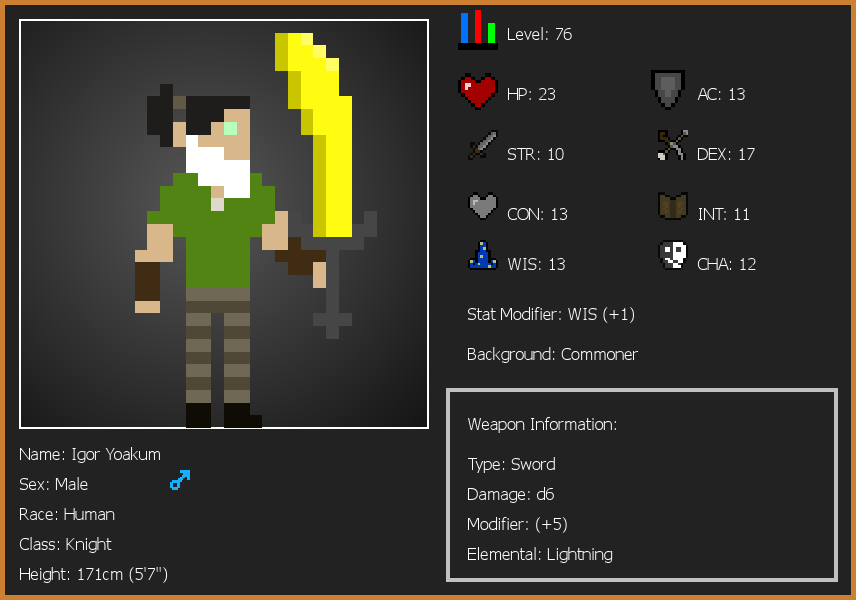 Level: 76
HP: 23
AC: 13
STR: 10
DEX: 17
CON: 13
INT: 11
WIS: 13
CHA: 12
Stat Modifier: WIS (+1)
Background: Commoner
Weapon Information:
Type: Sword
Damage: d6
Modifier: (+5)
Elemental: Lightning
Name: Igor Yoakum
Sex: Male
Race: Human
Class: Knight
Height: 171cm (5'7")